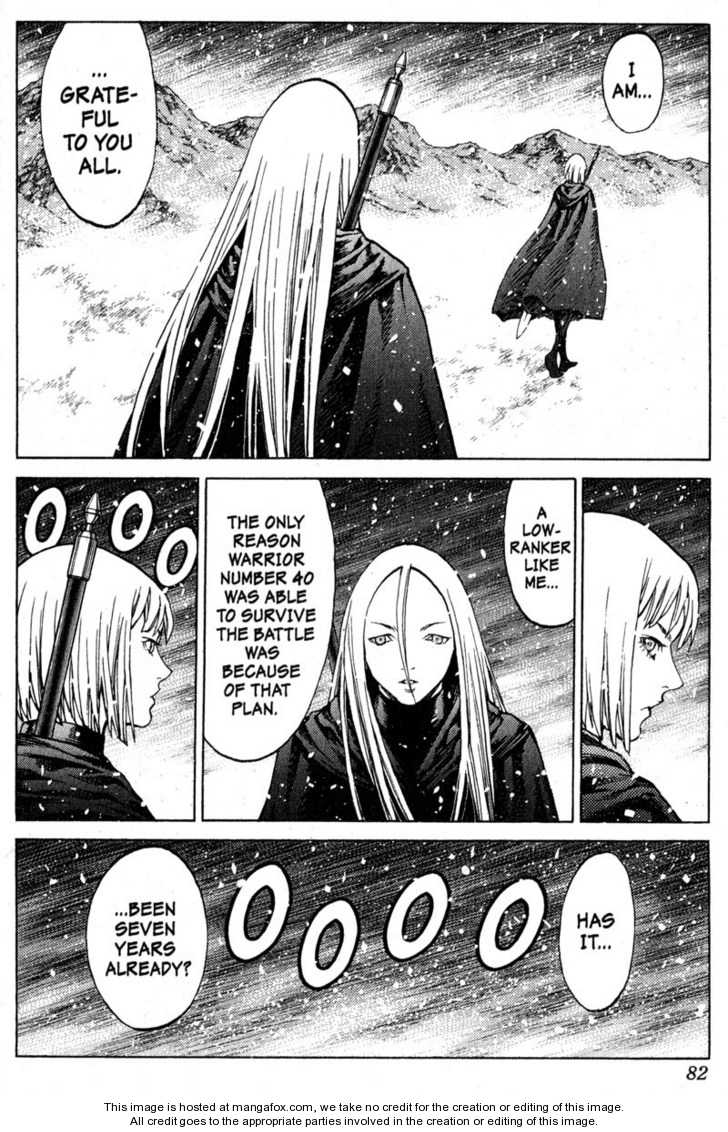 I
AM...
...
GRATE-
FUL
TO YOU
ALL.
A
LOW-
RANKER
LIKE
ME...
THE ONLY
REASON
WARRIOR
NUMBER 40
WAS ABLE
TO SURVIVE
THE BATTLE
WAS
BECAUSE
OF THAT
PLAN.
OOO
HAS
IT...
OOOO
...BEEN
SEVEN
YEARS
ALREADY?
82
This image is hosted at mangafox.com, we take no credit for the creation or editing of this image.
All credit goes to the appropriate parties involved in the creation or editing of this image.